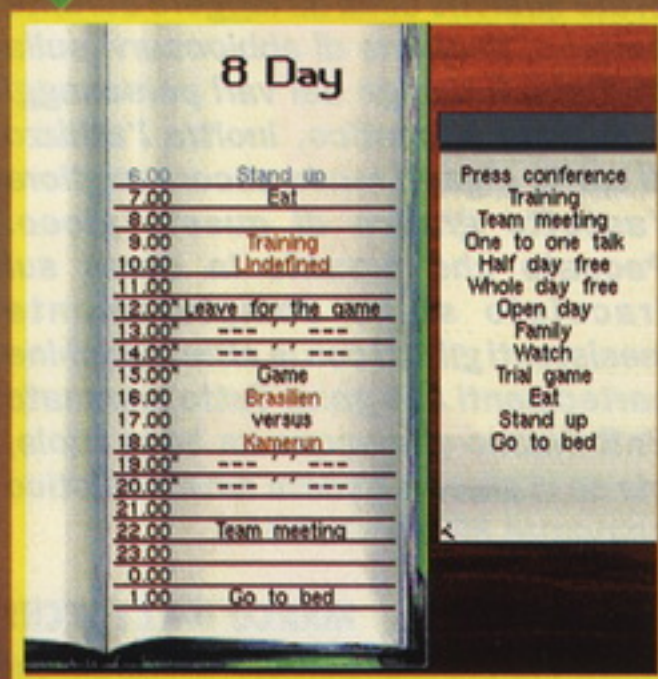 8 Day
6.00 Stand up
7.00 Eat
8.00
9.00 Training
10.00 Undefined
11.00
12.00* Leave for the game
13.00* --- ' ' ---
14.00* --- ' ' ---
15.00* Game
16.00 Brasilien
17.00 versus
18.00 Kamerun
19.00* --- ' ' ---
20.00* --- ' ' ---
21.00
22.00 Team meeting
23.00
0.00
1.00 Go to bed
Press conference
Training
Team meeting
One to one talk
Half day free
Whole day free
Open day
Family
Watch
Trial game
Eat
Stand up
Go to bed